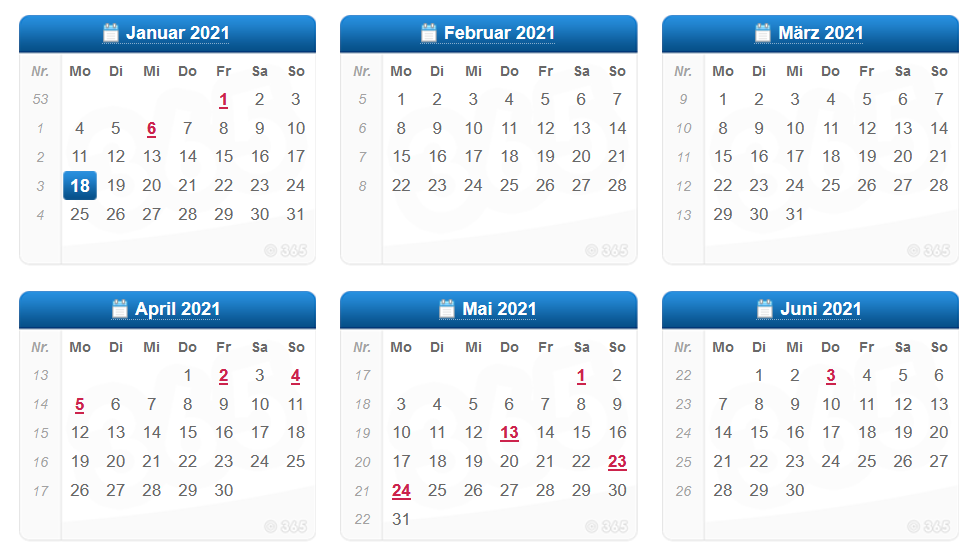 Januar 2021
Nr. Mo Di Mi Do Fr Sa So
53 1 2 3
1 4 5 6 7 8 9 10
2 11 12 13 14 15 16 17
3 18 19 20 21 22 23 24
4 25 26 27 28 29 30 31
© 365
Februar 2021
Nr. Mo Di Mi Do Fr Sa So
5 1 2 3 4 5 6 7
6 8 9 10 11 12 13 14
7 15 16 17 18 19 20 21
8 22 23 24 25 26 27 28
© 365
März 2021
Nr. Mo Di Mi Do Fr Sa So
9 1 2 3 4 5 6 7
10 8 9 10 11 12 13 14
11 15 16 17 18 19 20 21
12 22 23 24 25 26 27 28
13 29 30 31
© 365
April 2021
Nr. Mo Di Mi Do Fr Sa So
13 1 2 3 4
14 5 6 7 8 9 10 11
15 12 13 14 15 16 17 18
16 19 20 21 22 23 24 25
17 26 27 28 29 30
© 365
Mai 2021
Nr. Mo Di Mi Do Fr Sa So
17 1 2
18 3 4 5 6 7 8 9
19 10 11 12 13 14 15 16
20 17 18 19 20 21 22 23
21 24 25 26 27 28 29 30
22 31
© 365
Juni 2021
Nr. Mo Di Mi Do Fr Sa So
22 1 2 3 4 5 6
23 7 8 9 10 11 12 13
24 14 15 16 17 18 19 20
25 21 22 23 24 25 26 27
26 28 29 30
© 365